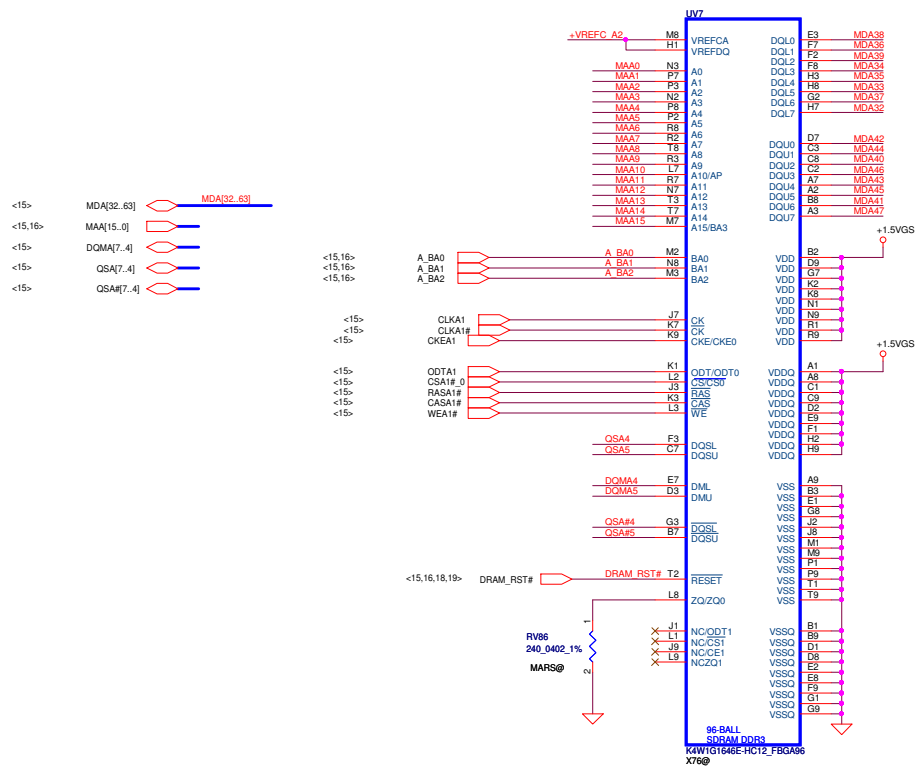 UV7
+VREFC_A2 M8 VREFCA DQL0 E3 MDA38
H1 VREFDQ DQL1 F7 MDA36
DQL2 F2 MDA39
MAA0 N3 A0 DQL3 F8 MDA34
MAA1 P7 A1 DQL4 H3 MDA35
MAA2 P3 A2 DQL5 H8 MDA33
MAA3 N2 A3 DQL6 G2 MDA37
MAA4 P8 A4 DQL7 H7 MDA32
MAA5 P2 A5
MAA6 R8 A6
MAA7 R2 A7 DQU0 D7 MDA42
MAA8 T8 A8 DQU1 C3 MDA44
MAA9 R3 A9 DQU2 C8 MDA40
MAA10 L7 A10/AP DQU3 C2 MDA46
MAA11 R7 A11 DQU4 A7 MDA43
MAA12 N7 A12 DQU5 A2 MDA45
MAA13 T3 A13 DQU6 B8 MDA41
MAA14 T7 A14 DQU7 A3 MDA47
MAA15 M7 A15/BA3
<15> MDA[32..63] MDA[32..63]
<15,16> MAA[15..0]
<15> DQMA[7..4]
<15> QSA[7..4]
<15> QSA#[7..4]
+1.5VGS
<15,16> A_BA0 A_BA0 M2 BA0 VDD B2
<15,16> A_BA1 A_BA1 N8 BA1 VDD D9
<15,16> A_BA2 A_BA2 M3 BA2 VDD G7
VDD K2
VDD K8
VDD N1
<15> CLKA1 J7 CK VDD N9
<15> CLKA1# K7 CK VDD R1
<15> CKEA1 K9 CKE/CKE0 VDD R9
+1.5VGS
<15> ODTA1 K1 ODT/ODT0 VDDQ A1
<15> CSA1#_0 L2 CS/CS0 VDDQ A8
<15> RASA1# J3 RAS VDDQ C1
<15> CASA1# K3 CAS VDDQ C9
<15> WEA1# L3 WE VDDQ D2
VDDQ E9
VDDQ F1
QSA4 F3 DQSL VDDQ H2
QSA5 C7 DQSU VDDQ H9
DQMA4 E7 DML VSS A9
DQMA5 D3 DMU VSS B3
VSS E1
VSS G8
QSA#4 G3 DQSL VSS J2
QSA#5 B7 DQSU VSS J8
VSS M1
VSS M9
VSS P1
<15,16,18,19> DRAM_RST# DRAM_RST# T2 RESET VSS P9
VSS T1
L8 ZQ/ZQ0 VSS T9
1
RV86
240_0402_1%
MARS@
2
J1 NC/ODT1 VSSQ B1
L1 NC/CS1 VSSQ B9
J9 NC/CE1 VSSQ D1
L9 NCZQ1 VSSQ D8
VSSQ E2
VSSQ E8
VSSQ F9
VSSQ G1
VSSQ G9
96-BALL
SDRAM DDR3
K4W1G1646E-HC12_FBGA96
X76@